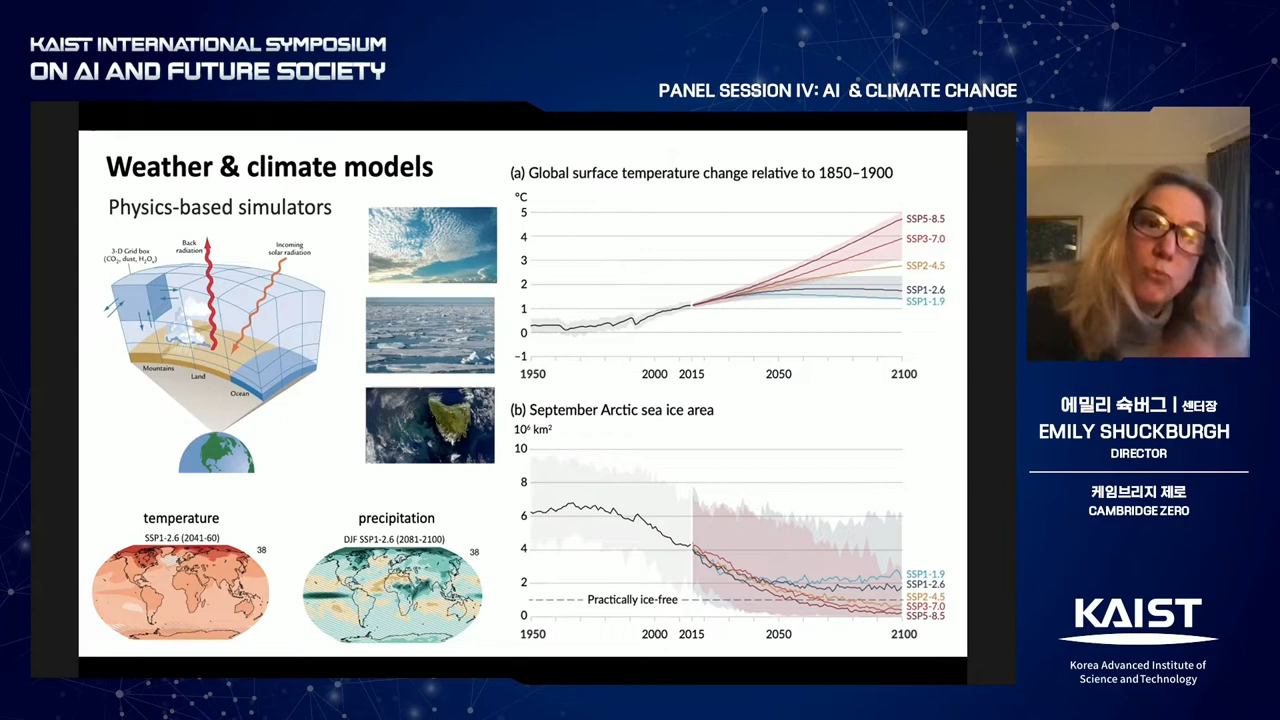 KAIST INTERNATIONAL SYMPOSIUM
ON AI AND FUTURE SOCIETY
PANEL SESSION IV: AI & CLIMATE CHANGE
Weather & climate models
Physics-based simulators
3-D Grid box
(CO₂, dust, H₂Oᵥ)
Back
radiation
Incoming
solar radiation
Mountains
Land
Ocean
temperature
SSP1-2.6 (2041-60)
38
precipitation
DJF SSP1-2.6 (2081-2100)
38
(a) Global surface temperature change relative to 1850–1900
°C
5
4
3
2
1
0
–1
1950
2000
2015
2050
2100
SSP5-8.5
SSP3-7.0
SSP2-4.5
SSP1-2.6
SSP1-1.9
(b) September Arctic sea ice area
10⁶ km²
10
8
6
4
2
0
Practically ice-free
1950
2000
2015
2050
2100
SSP1-1.9
SSP1-2.6
SSP2-4.5
SSP3-7.0
SSP5-8.5
에밀리 슉버그 | 센터장
EMILY SHUCKBURGH
DIRECTOR
케임브리지 제로
CAMBRIDGE ZERO
KAIST
Korea Advanced Institute of
Science and Technology